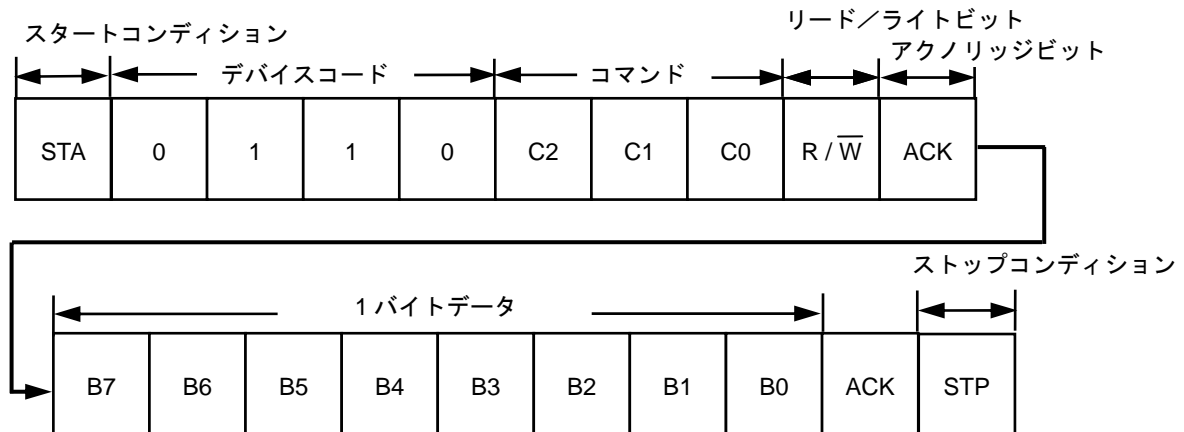 リード／ライトビット
スタートコンディション
アクノリッジビット
デバイスコード
コマンド
STA 0 1 1 0 C2 C1 C0 R / W̅ ACK
ストップコンディション
1 バイトデータ
B7 B6 B5 B4 B3 B2 B1 B0 ACK STP